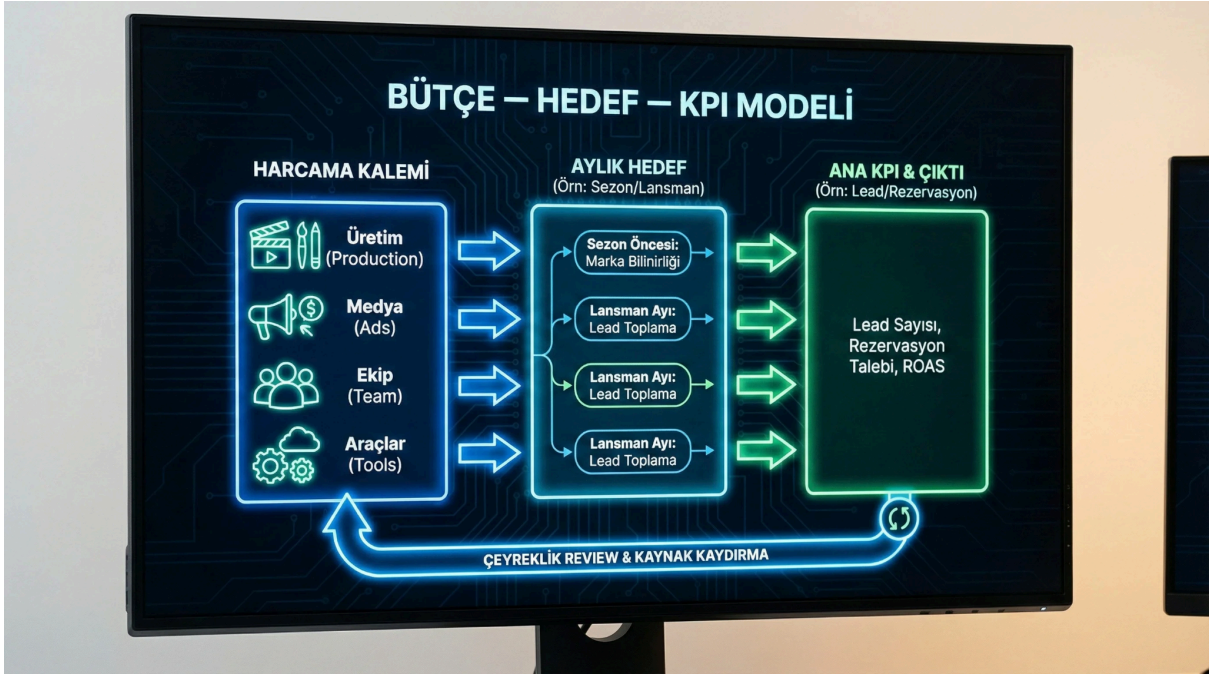 BÜTÇE — HEDEF — KPI MODELİ
HARCAMA KALEMİ
Üretim
(Production)
Medya
(Ads)
Ekip
(Team)
Araçlar
(Tools)
AYLIK HEDEF
(Örn: Sezon/Lansman)
Sezon Öncesi:
Marka Bilinirliği
Lansman Ayı:
Lead Toplama
Lansman Ayı:
Lead Toplama
Lansman Ayı:
Lead Toplama
ANA KPI & ÇIKTI
(Örn: Lead/Rezervasyon)
Lead Sayısı,
Rezervasyon
Talebi, ROAS
ÇEYREKLİK REVIEW & KAYNAK KAYDIRMA